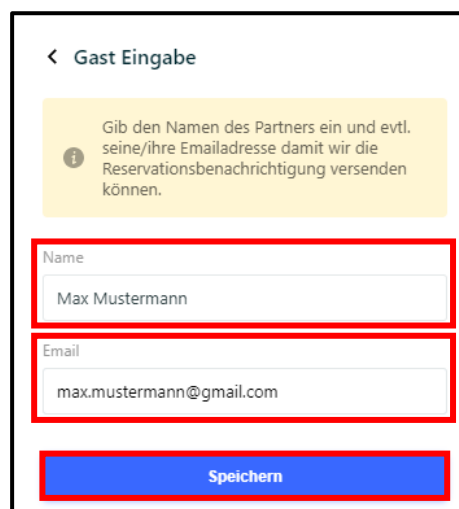 Gast Eingabe
Gib den Namen des Partners ein und evtl.
seine/ihre Emailadresse damit wir die
Reservationsbenachrichtigung versenden
können.
Name
Max Mustermann
Email
max.mustermann@gmail.com
Speichern